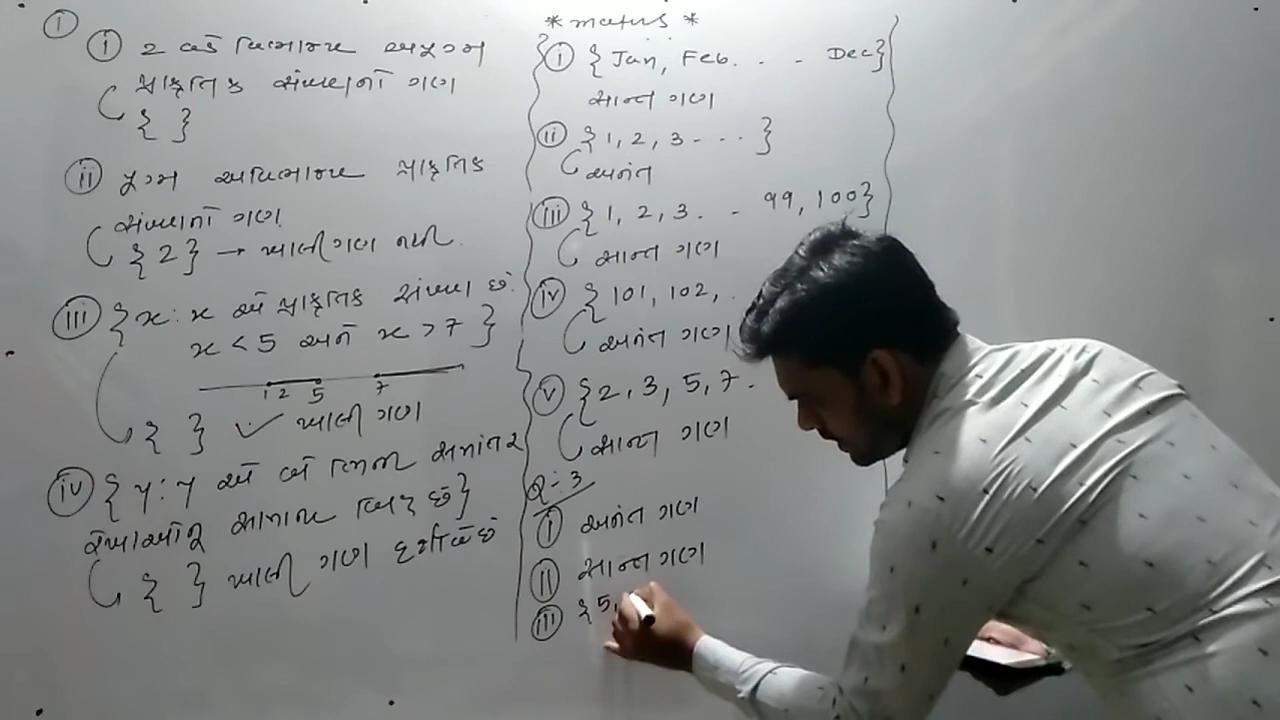 *maths*
①
ⓘ 2 વડે વિભાજ્ય અયુગ્મ
પ્રાકૃતિક સંખ્યાનો ગણ
{ }
ⅱ યુગ્મ અવિભાજ્ય પ્રાકૃતિક
સંખ્યાનો ગણ
{2} → ખાલી ગણ નથી.
ⅲ {x : x એ પ્રાકૃતિક સંખ્યા છે.
x < 5 અને x > 7 }
1 2 5 7
{ } ✓ ખાલી ગણ
ⅳ {y : y એ બે ભિન્ન સમાંતર
રેખાઓનું સામાન્ય બિંદુ છે}
{ } ખાલી ગણ દર્શાવે છે
ⓘ {Jan, Feb. . - Dec}
સાન્ત ગણ
ⅱ {1, 2, 3 - - - }
અનંત
ⅲ {1, 2, 3. . - 99, 100}
સાન્ત ગણ
ⅳ {101, 102, .
અનંત ગણ
ⅴ {2, 3, 5, 7 -
સાન્ત ગણ
Q-3
ⓘ અનંત ગણ
ⅱ સાન્ત ગણ
ⅲ {5,